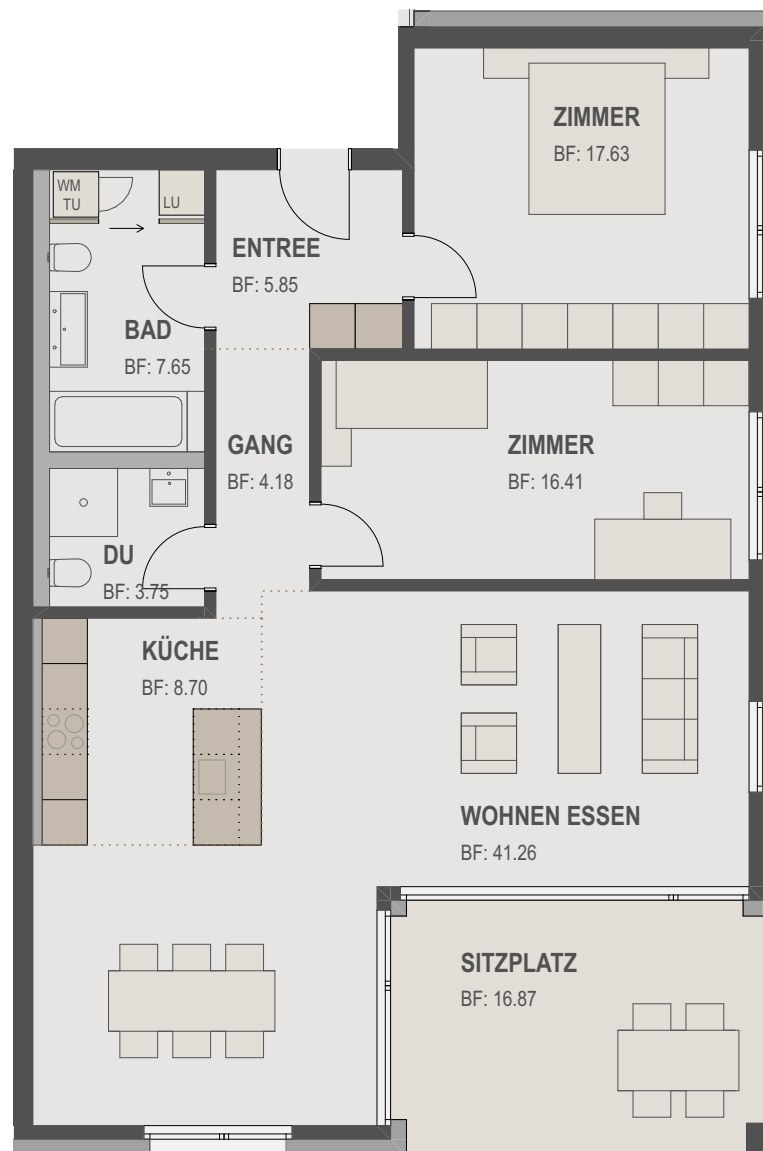 ZIMMER
BF: 17.63
WM
TU
LU
ENTREE
BF: 5.85
BAD
BF: 7.65
GANG
BF: 4.18
ZIMMER
BF: 16.41
DU
BF: 3.75
KÜCHE
BF: 8.70
WOHNEN ESSEN
BF: 41.26
SITZPLATZ
BF: 16.87